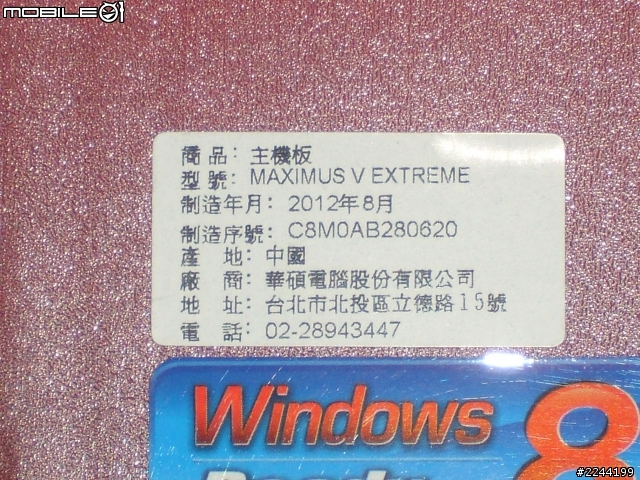 MOBILE01
商 品: 主機板
型 號: MAXIMUS V EXTREME
制造年月: 2012年8月
制造序號: C8M0AB280620
產 地: 中國
廠 商: 華碩電腦股份有限公司
地 址: 台北市北投區立德路15號
電 話: 02-28943447
Windows 8
#2244199